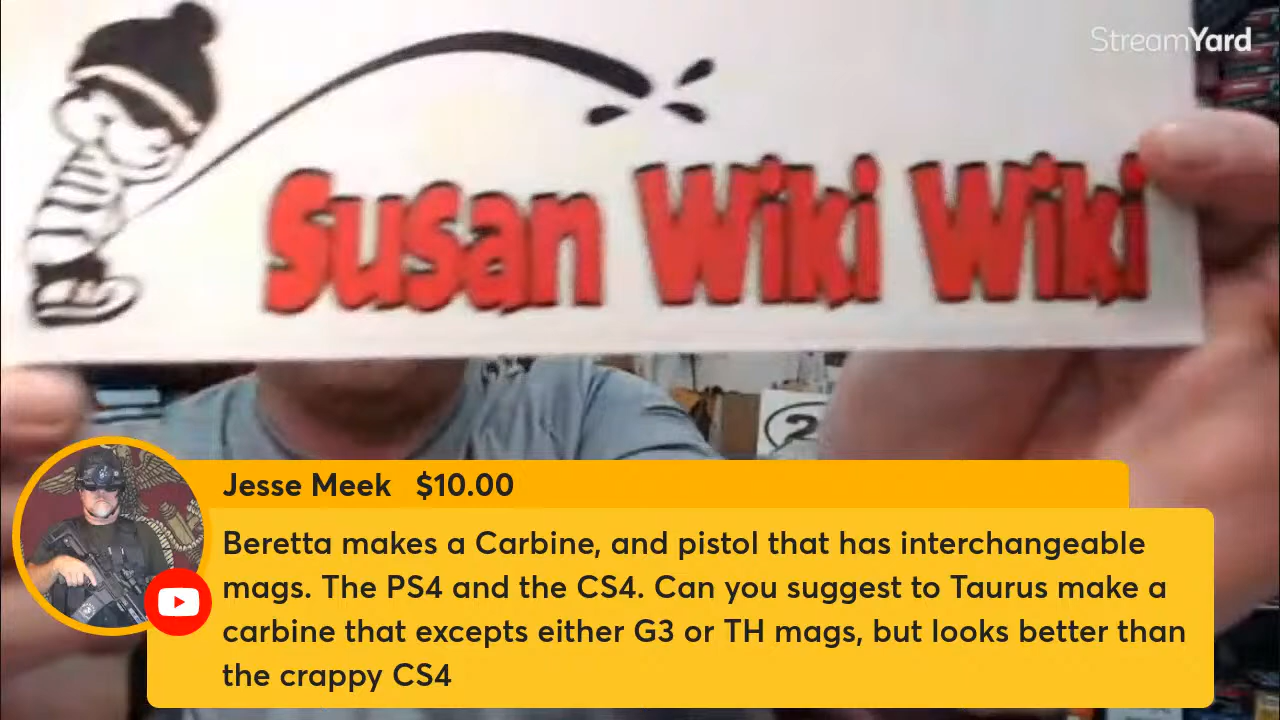 StreamYard
Susan Wiki Wiki
2
Jesse Meek $10.00
Beretta makes a Carbine, and pistol that has interchangeable
mags. The PS4 and the CS4. Can you suggest to Taurus make a
carbine that excepts either G3 or TH mags, but looks better than
the crappy CS4